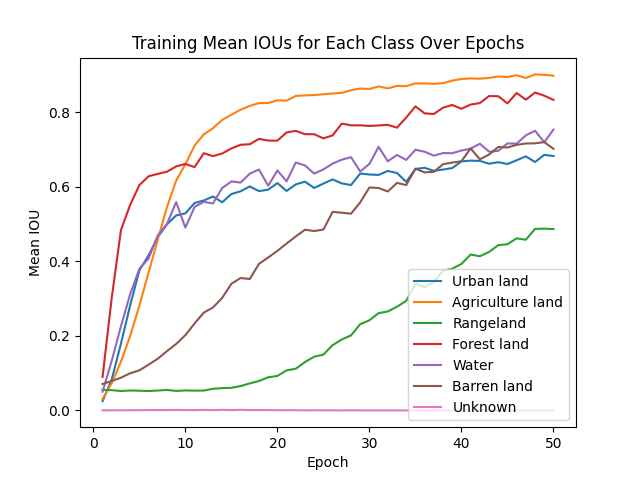 Training Mean IOUs for Each Class Over Epochs
Mean IOU
0.8
0.6
0.4
0.2
0.0
Urban land
Agriculture land
Rangeland
Forest land
Water
Barren land
Unknown
0
10
20
30
40
50
Epoch